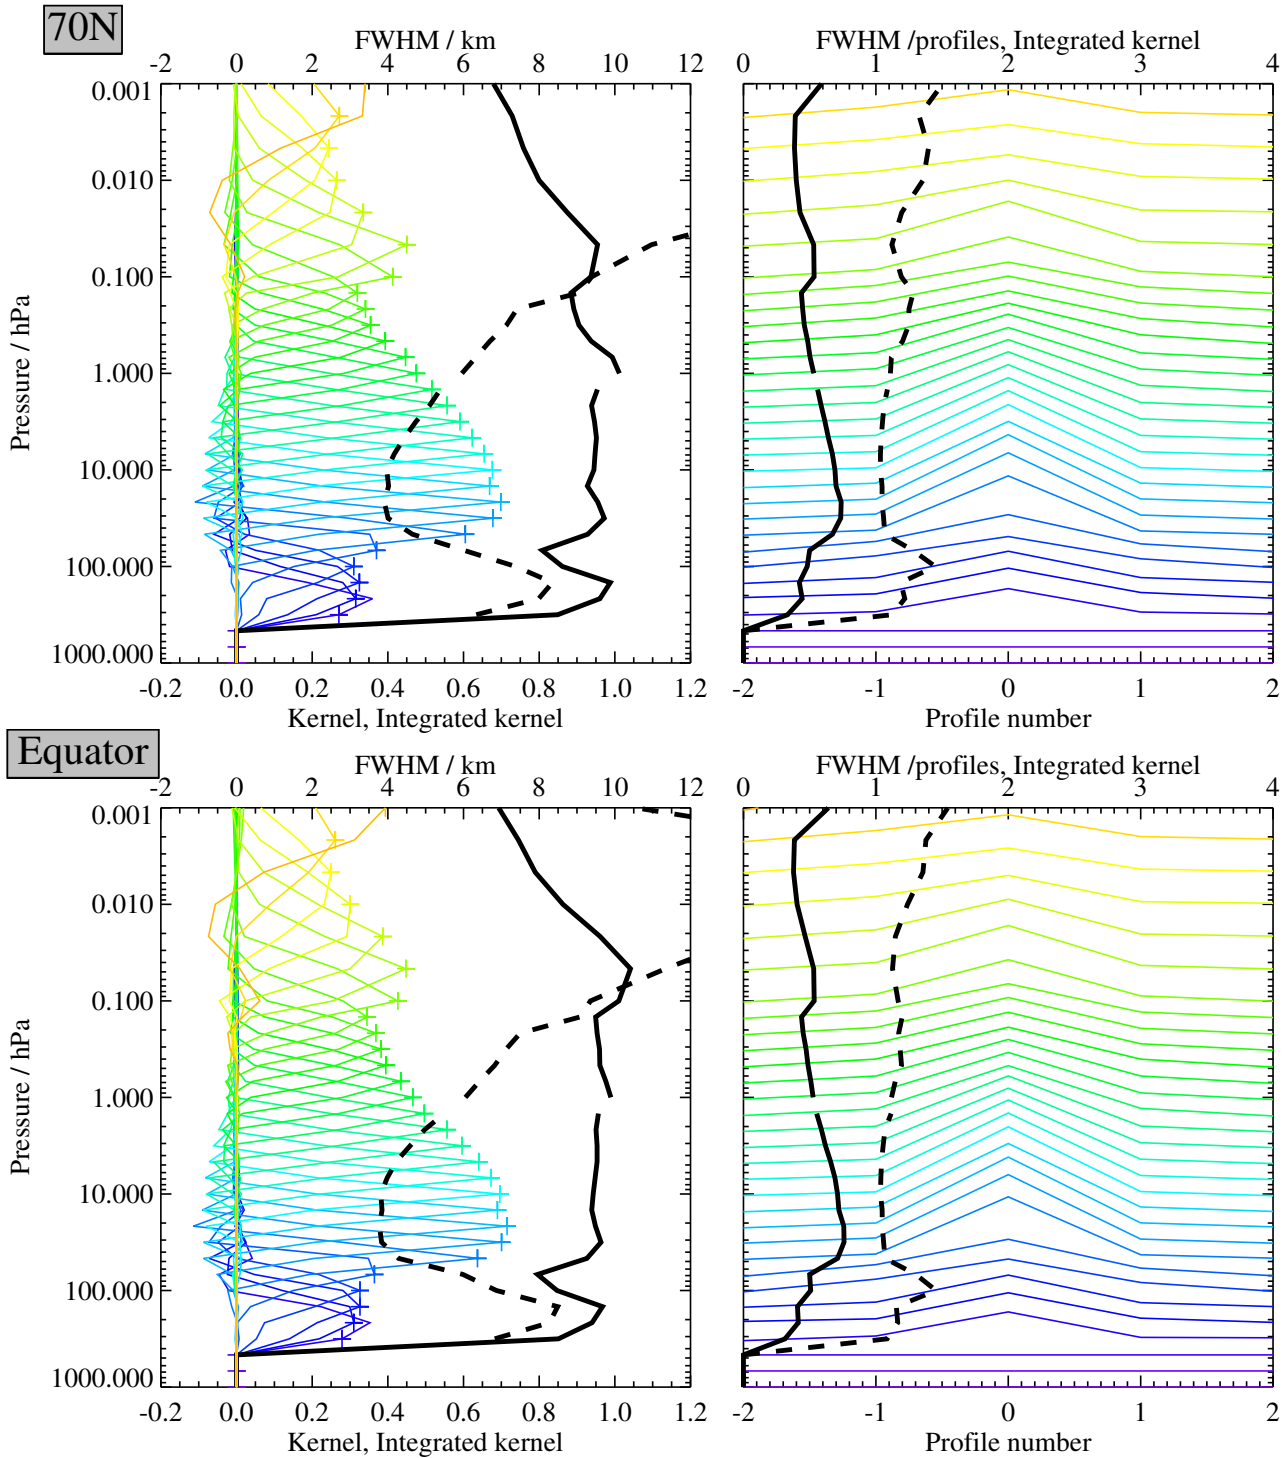 70N
FWHM / km
FWHM /profiles, Integrated kernel
-2 0 2 4 6 8 10 12
0 1 2 3 4
0.001
0.010
0.100
1.000
10.000
100.000
1000.000
Pressure / hPa
-0.2 0.0 0.2 0.4 0.6 0.8 1.0 1.2
-2 -1 0 1 2
Kernel, Integrated kernel
Profile number
Equator
FWHM / km
FWHM /profiles, Integrated kernel
-2 0 2 4 6 8 10 12
0 1 2 3 4
0.001
0.010
0.100
1.000
10.000
100.000
1000.000
Pressure / hPa
-0.2 0.0 0.2 0.4 0.6 0.8 1.0 1.2
-2 -1 0 1 2
Kernel, Integrated kernel
Profile number